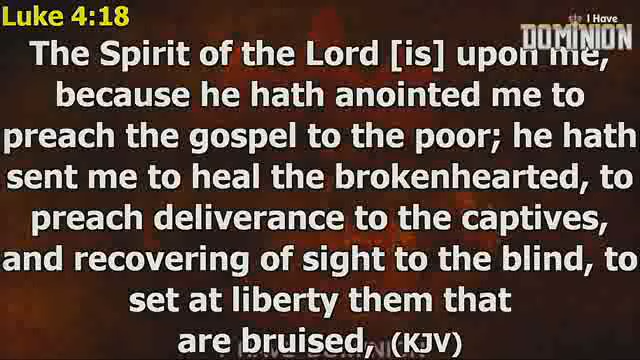 Luke 4:18
I Have
DOMINION
The Spirit of the Lord [is] upon me,
because he hath anointed me to
preach the gospel to the poor; he hath
sent me to heal the brokenhearted, to
preach deliverance to the captives,
and recovering of sight to the blind, to
set at liberty them that
are bruised, (KJV)
I HAVE DOMINION